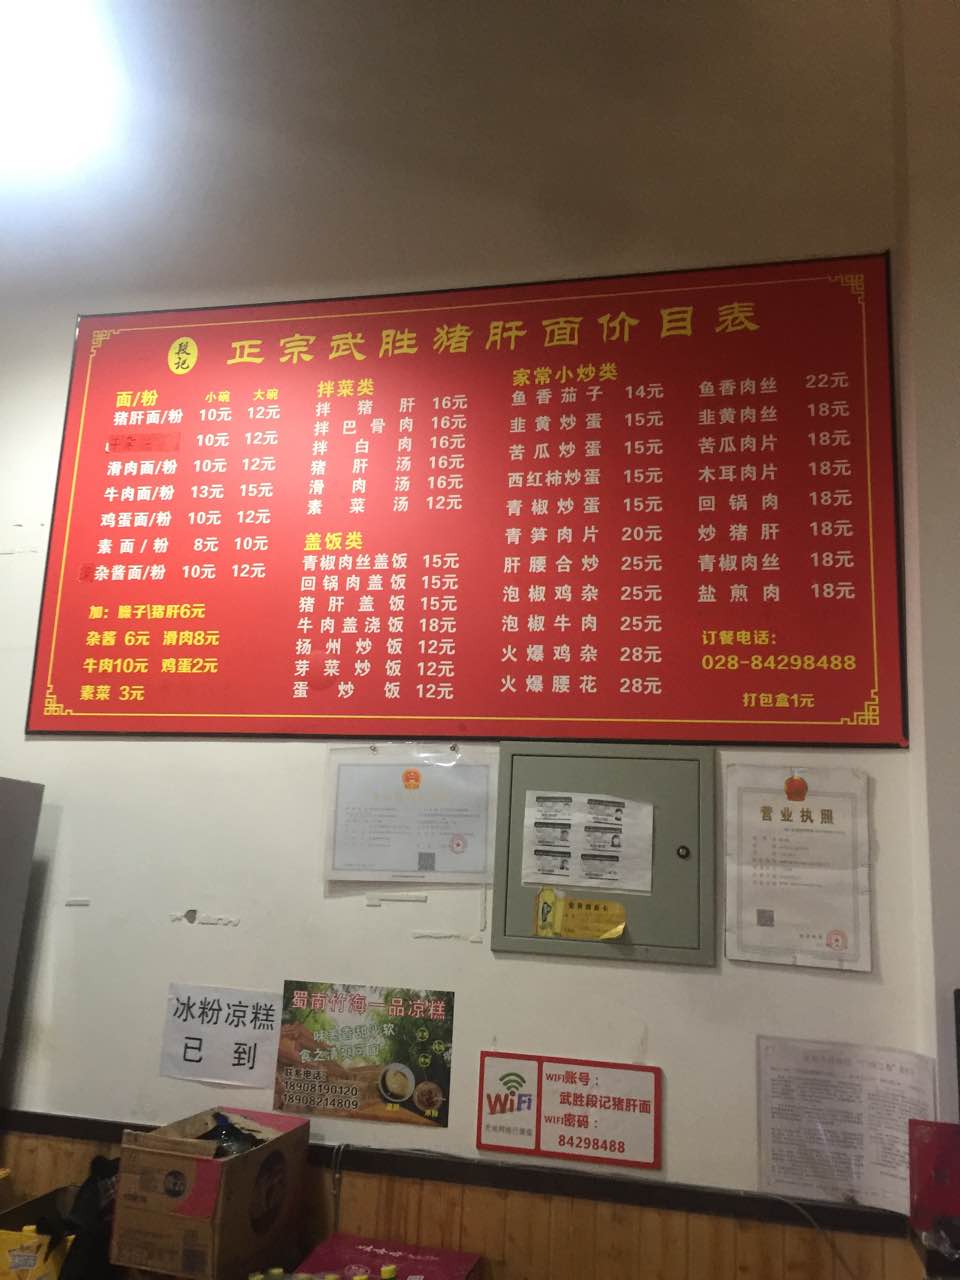 段记
正宗武胜猪肝面价目表
面/粉 小碗 大碗
猪肝面/粉 10元 12元
10元 12元
滑肉面/粉 10元 12元
牛肉面/粉 13元 15元
鸡蛋面/粉 10元 12元
素面/粉 8元 10元
杂酱面/粉 10元 12元
加：臊子\猪肝6元
杂酱 6元 滑肉8元
牛肉10元 鸡蛋2元
素菜 3元
拌菜类
拌猪肝 16元
拌巴骨肉 16元
拌白肉 16元
猪肝汤 16元
滑肉汤 16元
素菜汤 12元
盖饭类
青椒肉丝盖饭 15元
回锅肉盖饭 15元
猪肝盖饭 15元
牛肉盖浇饭 18元
扬州炒饭 12元
芽菜炒饭 12元
蛋炒饭 12元
家常小炒类
鱼香茄子 14元
韭黄炒蛋 15元
苦瓜炒蛋 15元
西红柿炒蛋 15元
青椒炒蛋 15元
青笋肉片 20元
肝腰合炒 25元
泡椒鸡杂 25元
泡椒牛肉 25元
火爆鸡杂 28元
火爆腰花 28元
鱼香肉丝 22元
韭黄肉丝 18元
苦瓜肉片 18元
木耳肉片 18元
回锅肉 18元
炒猪肝 18元
青椒肉丝 18元
盐煎肉 18元
订餐电话：
028-84298488
打包盒1元
营业执照
冰粉凉糕
已到
蜀南竹海一品凉糕
联系电话：
18908190120
18908214809
WiFi
WIFI账号：
武胜段记猪肝面
WIFI密码：
84298488